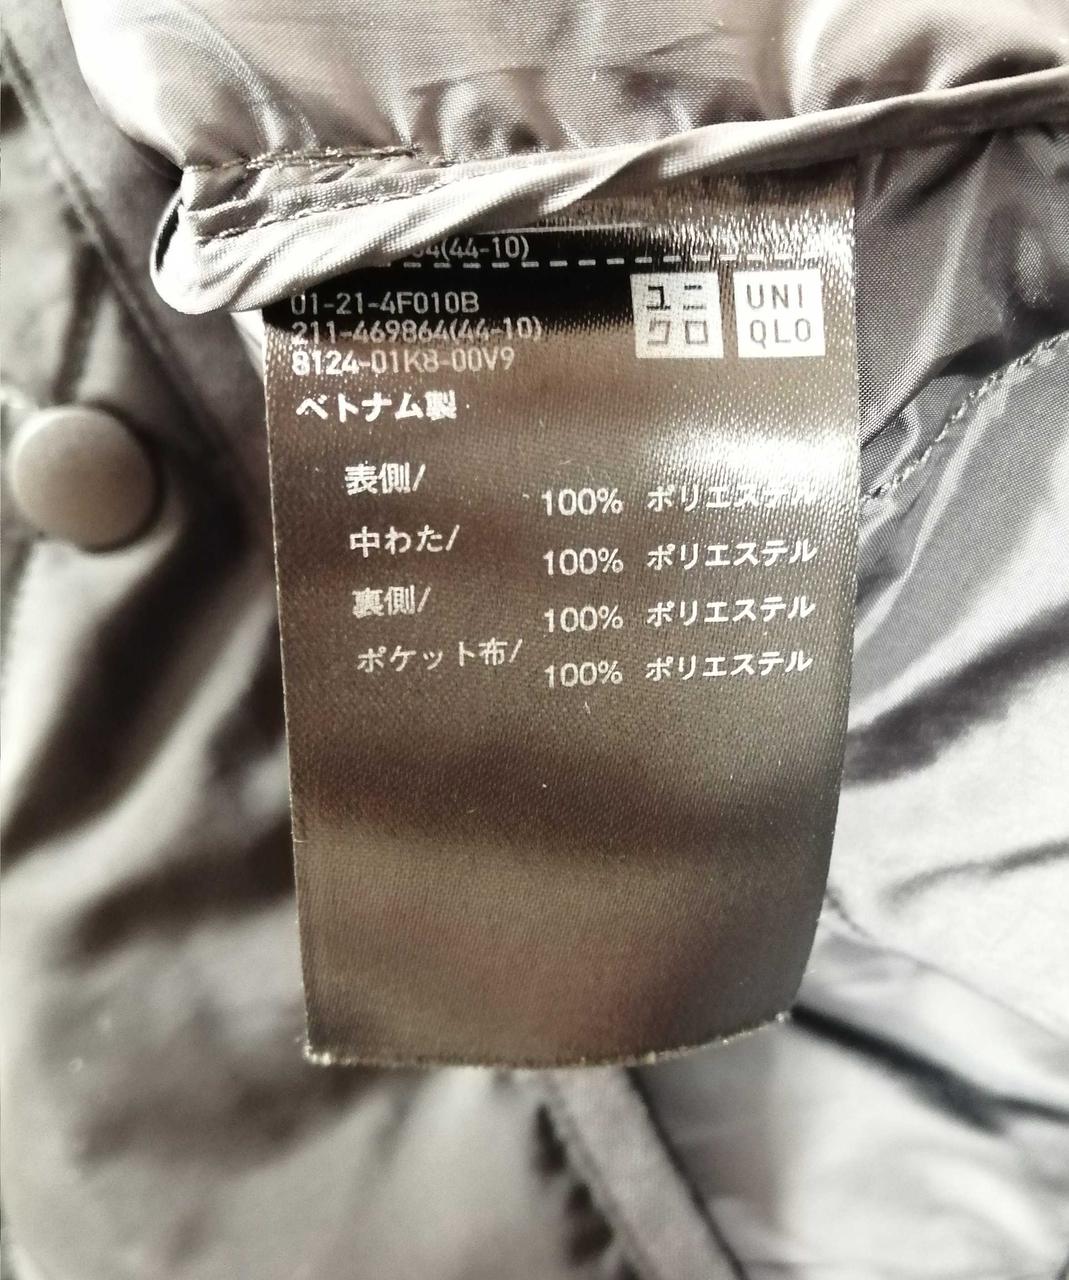 64(44-10)
01-21-4F010B
211-469864(44-10)
8124-01K8-00V9
ユニ
クロ
UNI
QLO
ベトナム製
表側/
100% ポリエステル
中わた/
100% ポリエステル
裏側/
100% ポリエステル
ポケット布/
100% ポリエステル